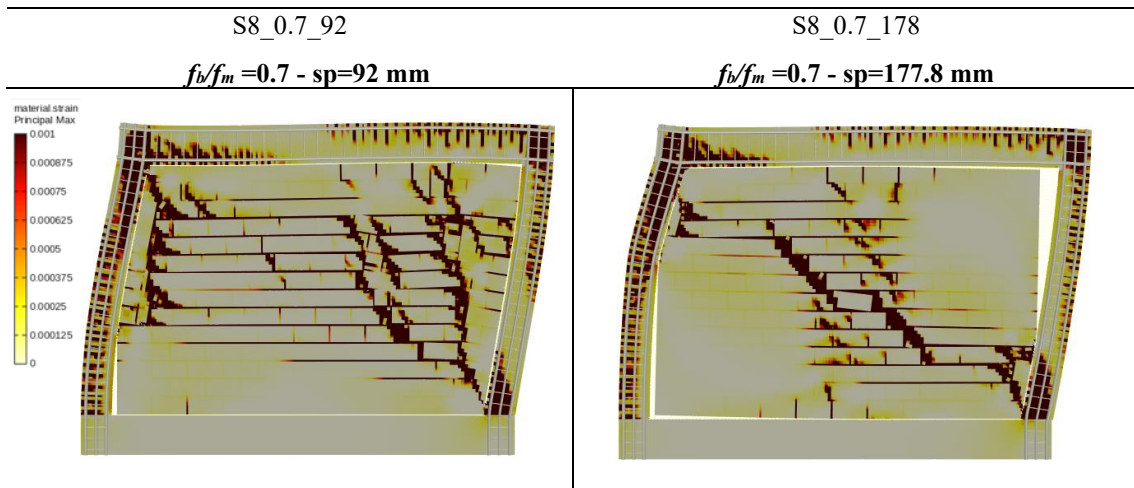 S8_0.7_92 S8_0.7_178
fb/fm =0.7 - sp=92 mm fb/fm =0.7 - sp=177.8 mm
material.strain
Principal Max
0.001
0.000875
0.00075
0.000625
0.0005
0.000375
0.00025
0.000125
0